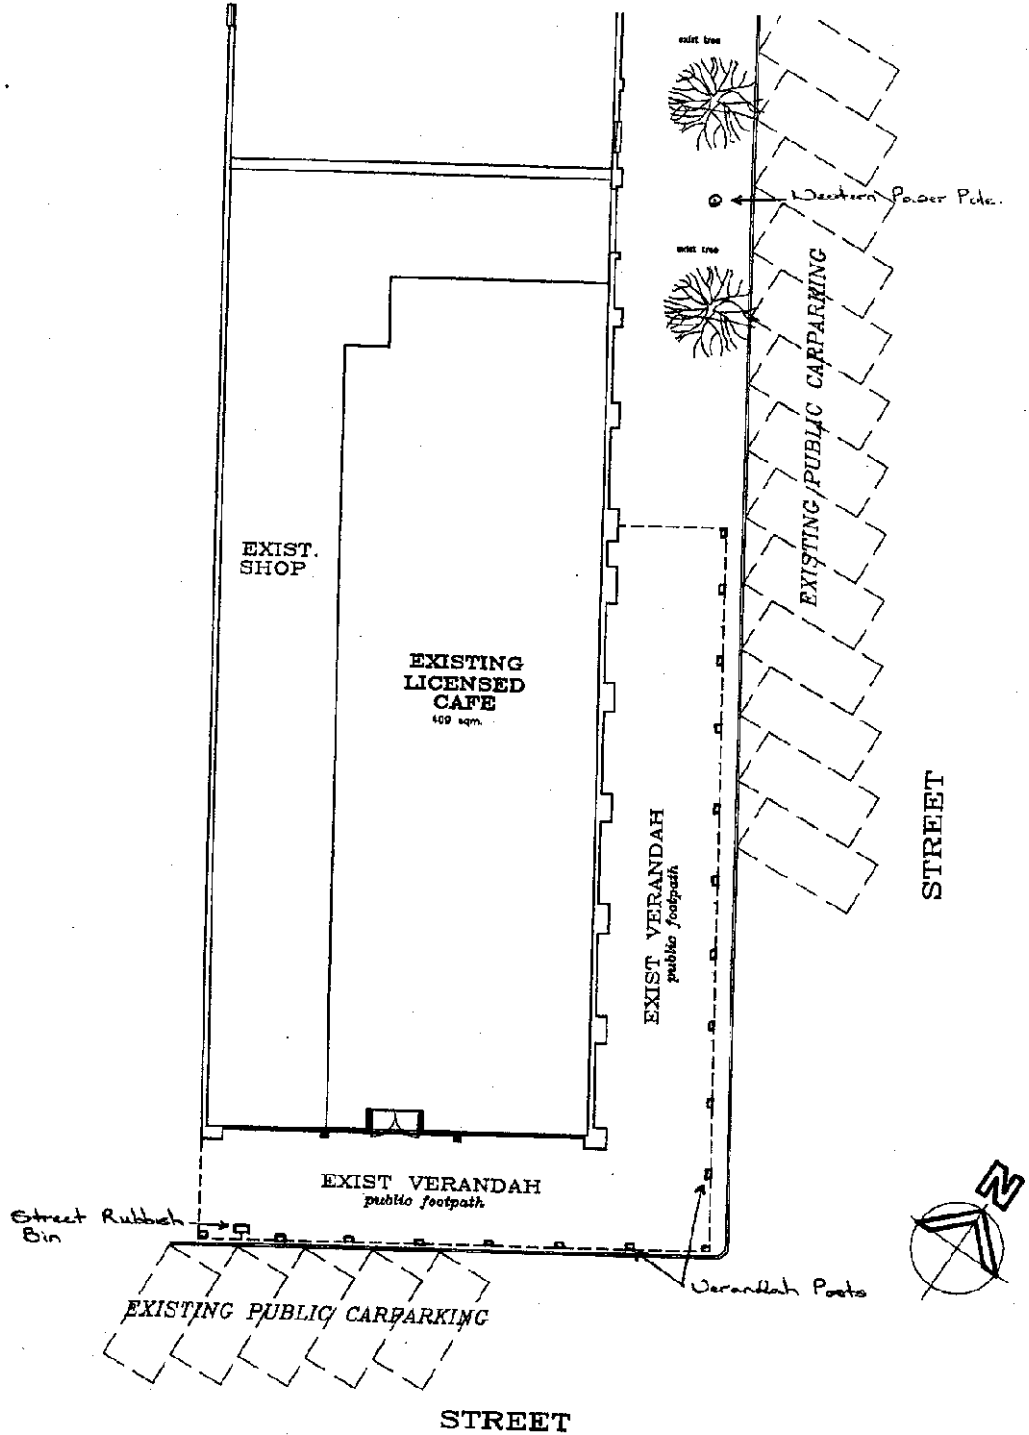 exist tree
Western Power Pole.
exist tree
EXISTING PUBLIC CARPARKING
EXIST.
SHOP
EXISTING
LICENSED
CAFE
409 sqm.
STREET
EXIST VERANDAH
public footpath
EXIST VERANDAH
public footpath
N
Street Rubbish
Bin
Verandah Posts
EXISTING PUBLIC CARPARKING
STREET